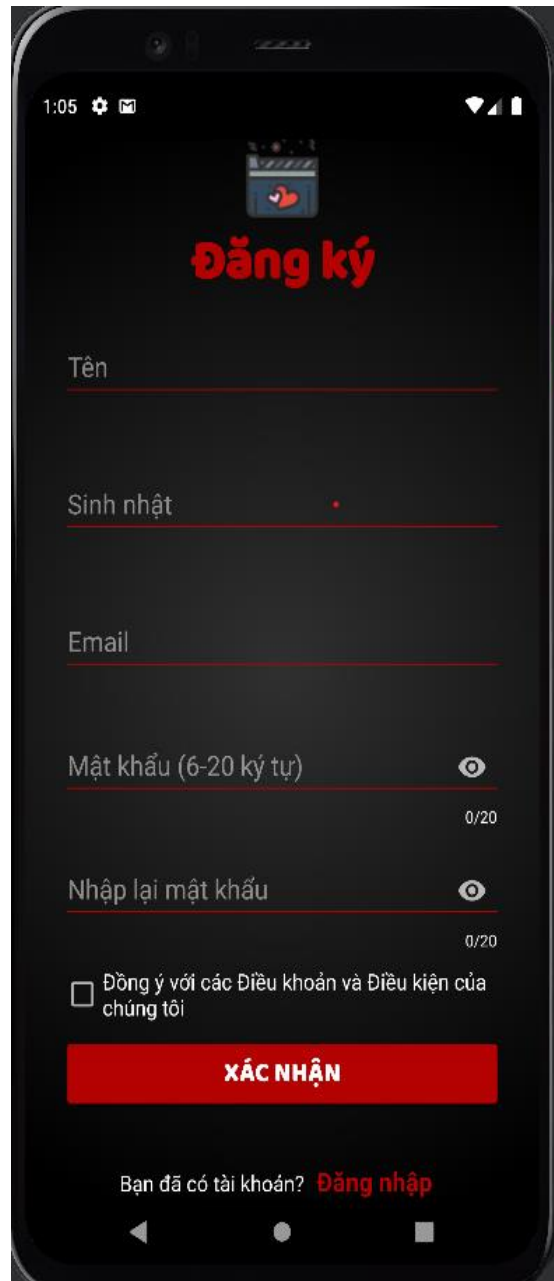 1:05
Đăng ký
Tên
Sinh nhật
Email
Mật khẩu (6-20 ký tự)
0/20
Nhập lại mật khẩu
0/20
Đồng ý với các Điều khoản và Điều kiện của
chúng tôi
XÁC NHẬN
Bạn đã có tài khoản? Đăng nhập